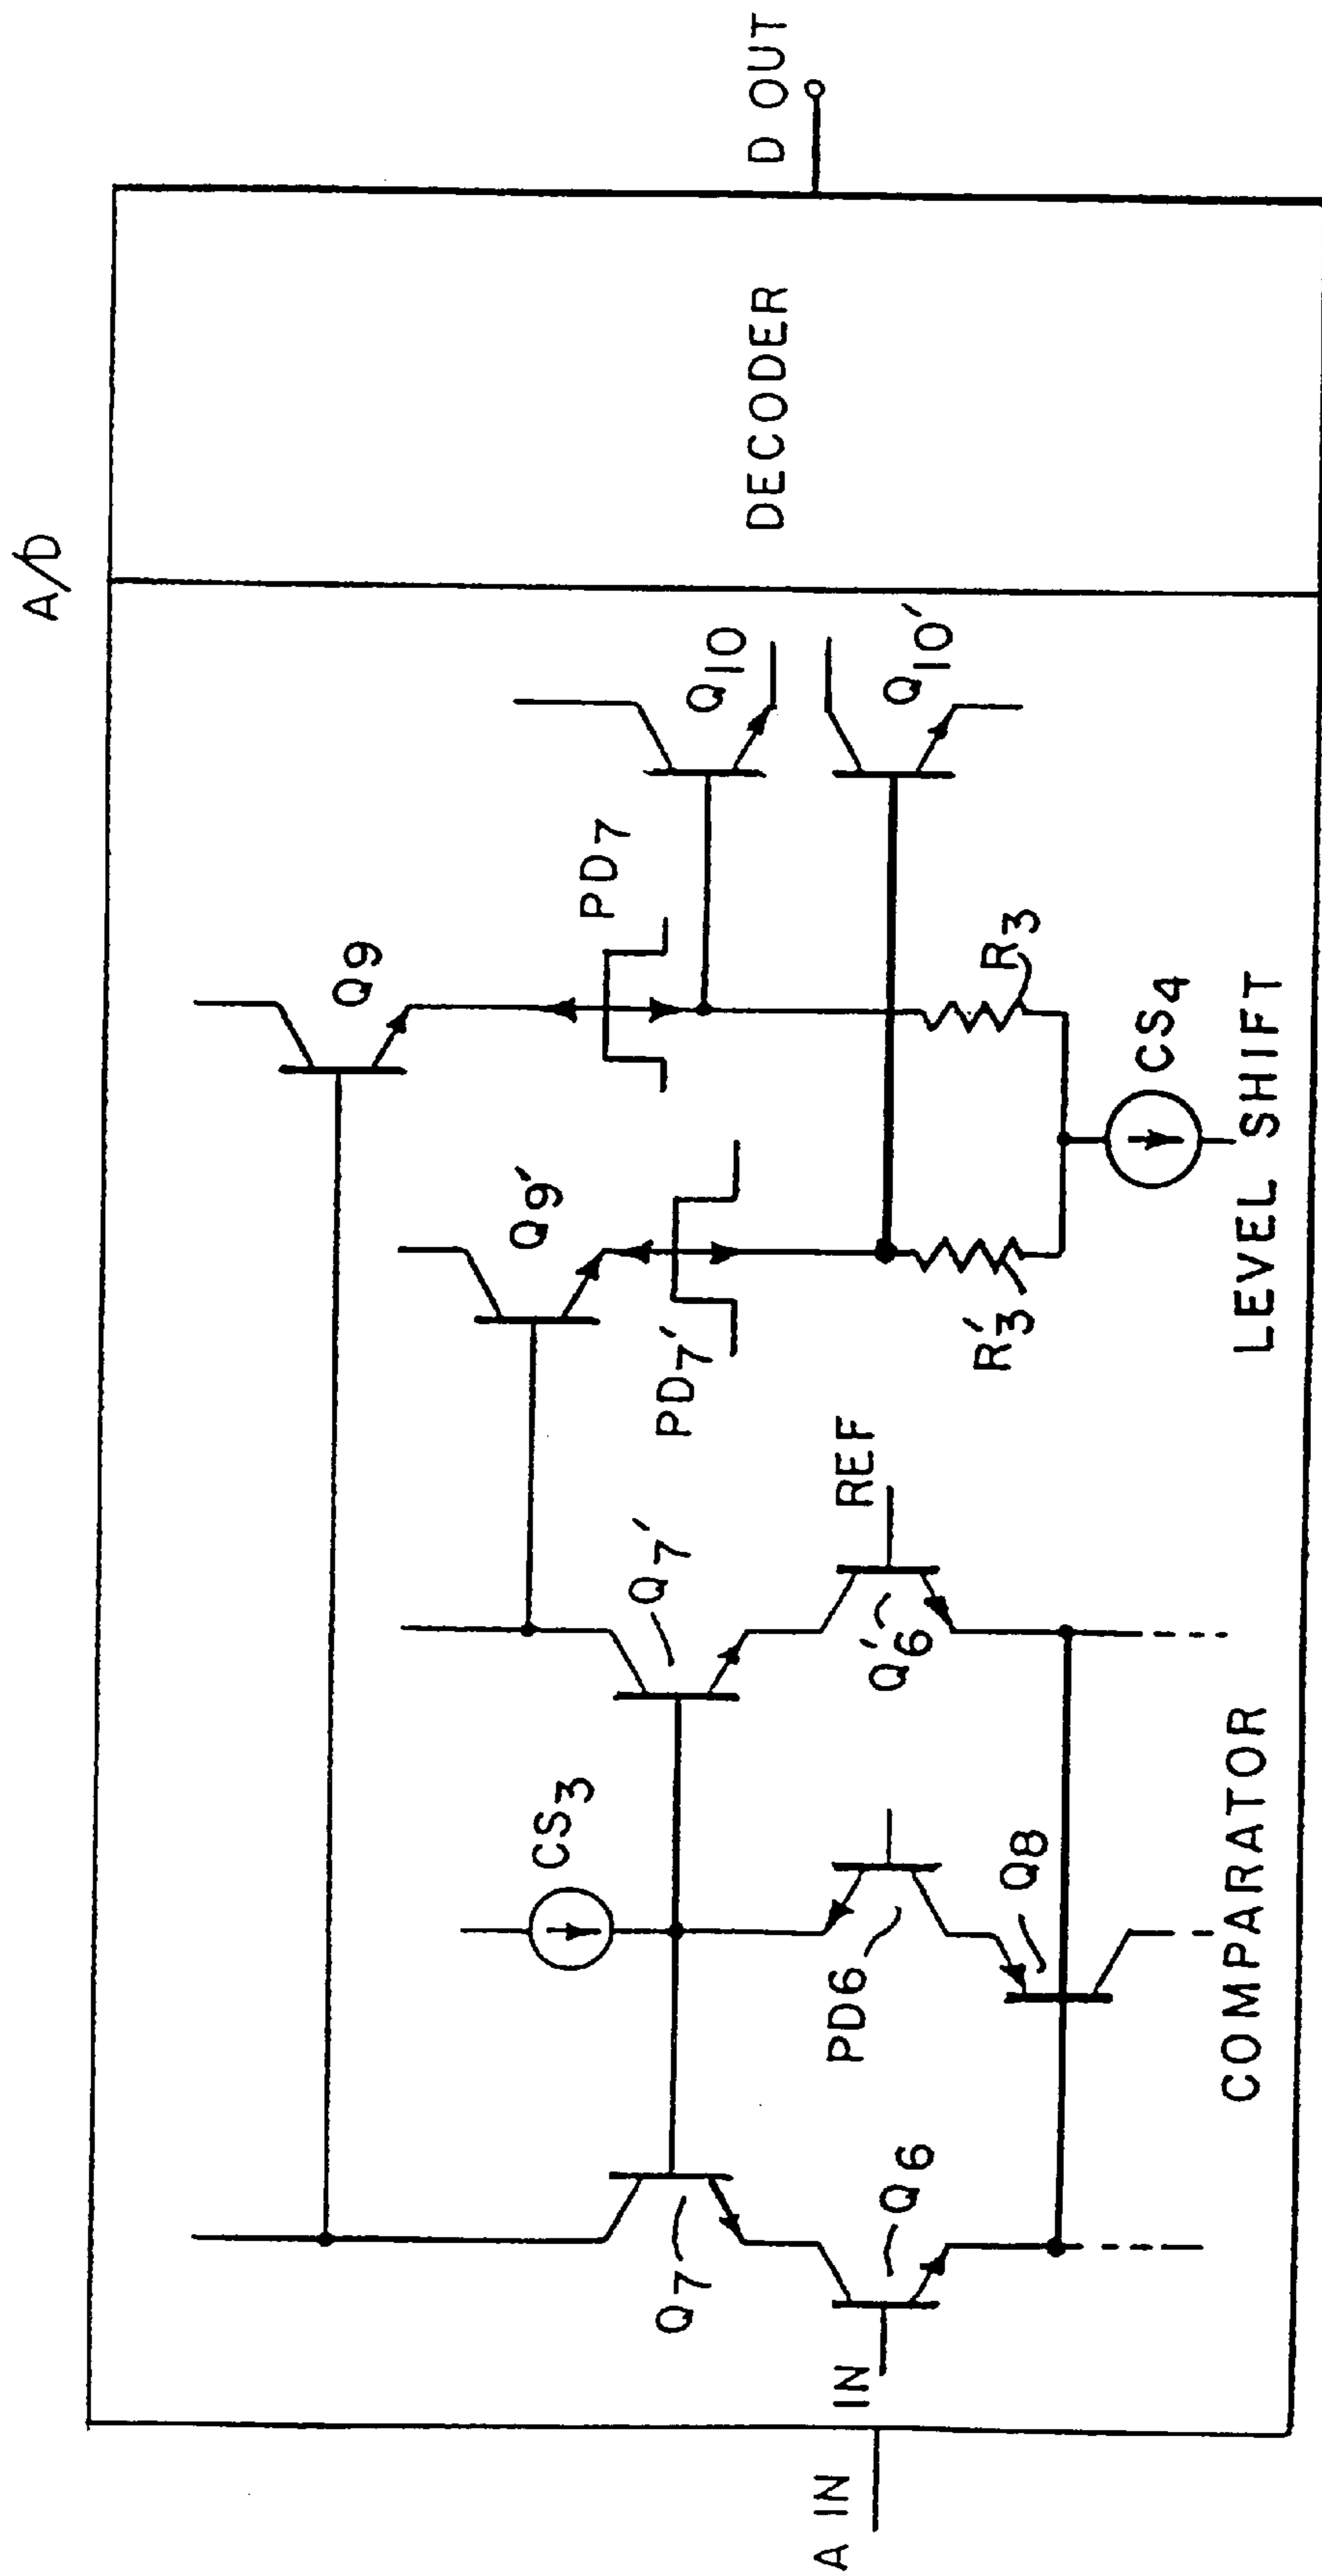 A/D
A IN
IN
Q6
Q7
CS3
PD6
Q8
Q7'
Q'6
REF
COMPARATOR
Q9'
PD7'
R'3
Q9
PD7
R3
CS4
LEVEL SHIFT
Q10
Q10'
DECODER
D OUT